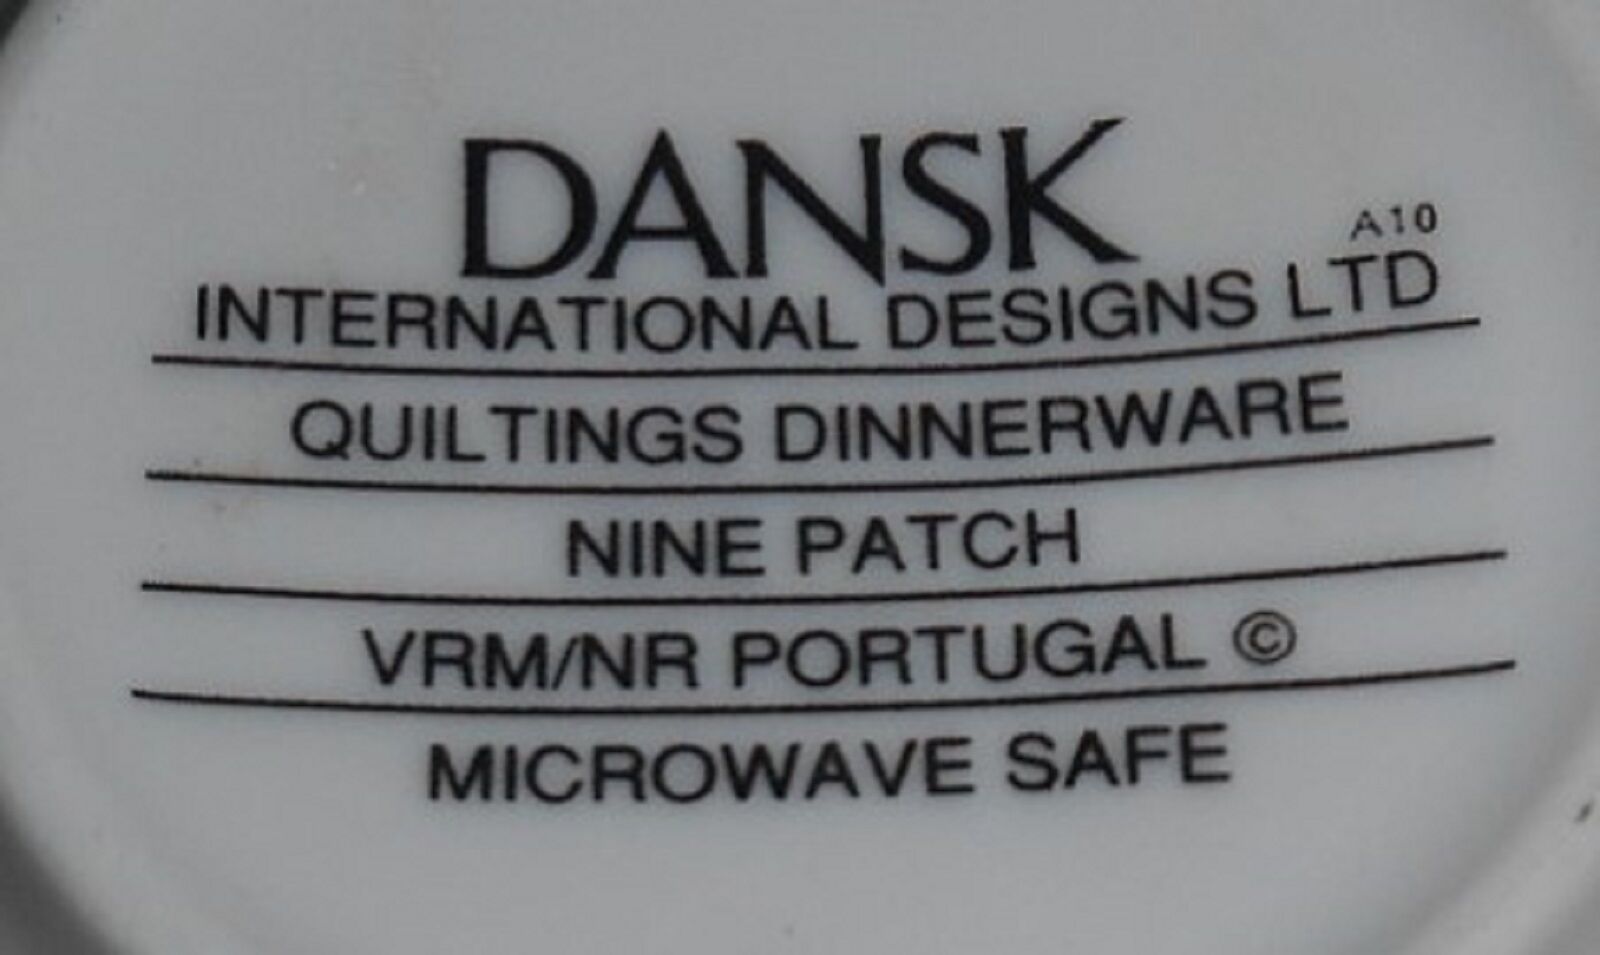 DANSK
A10
INTERNATIONAL DESIGNS LTD
QUILTINGS DINNERWARE
NINE PATCH
VRM/NR PORTUGAL ©
MICROWAVE SAFE